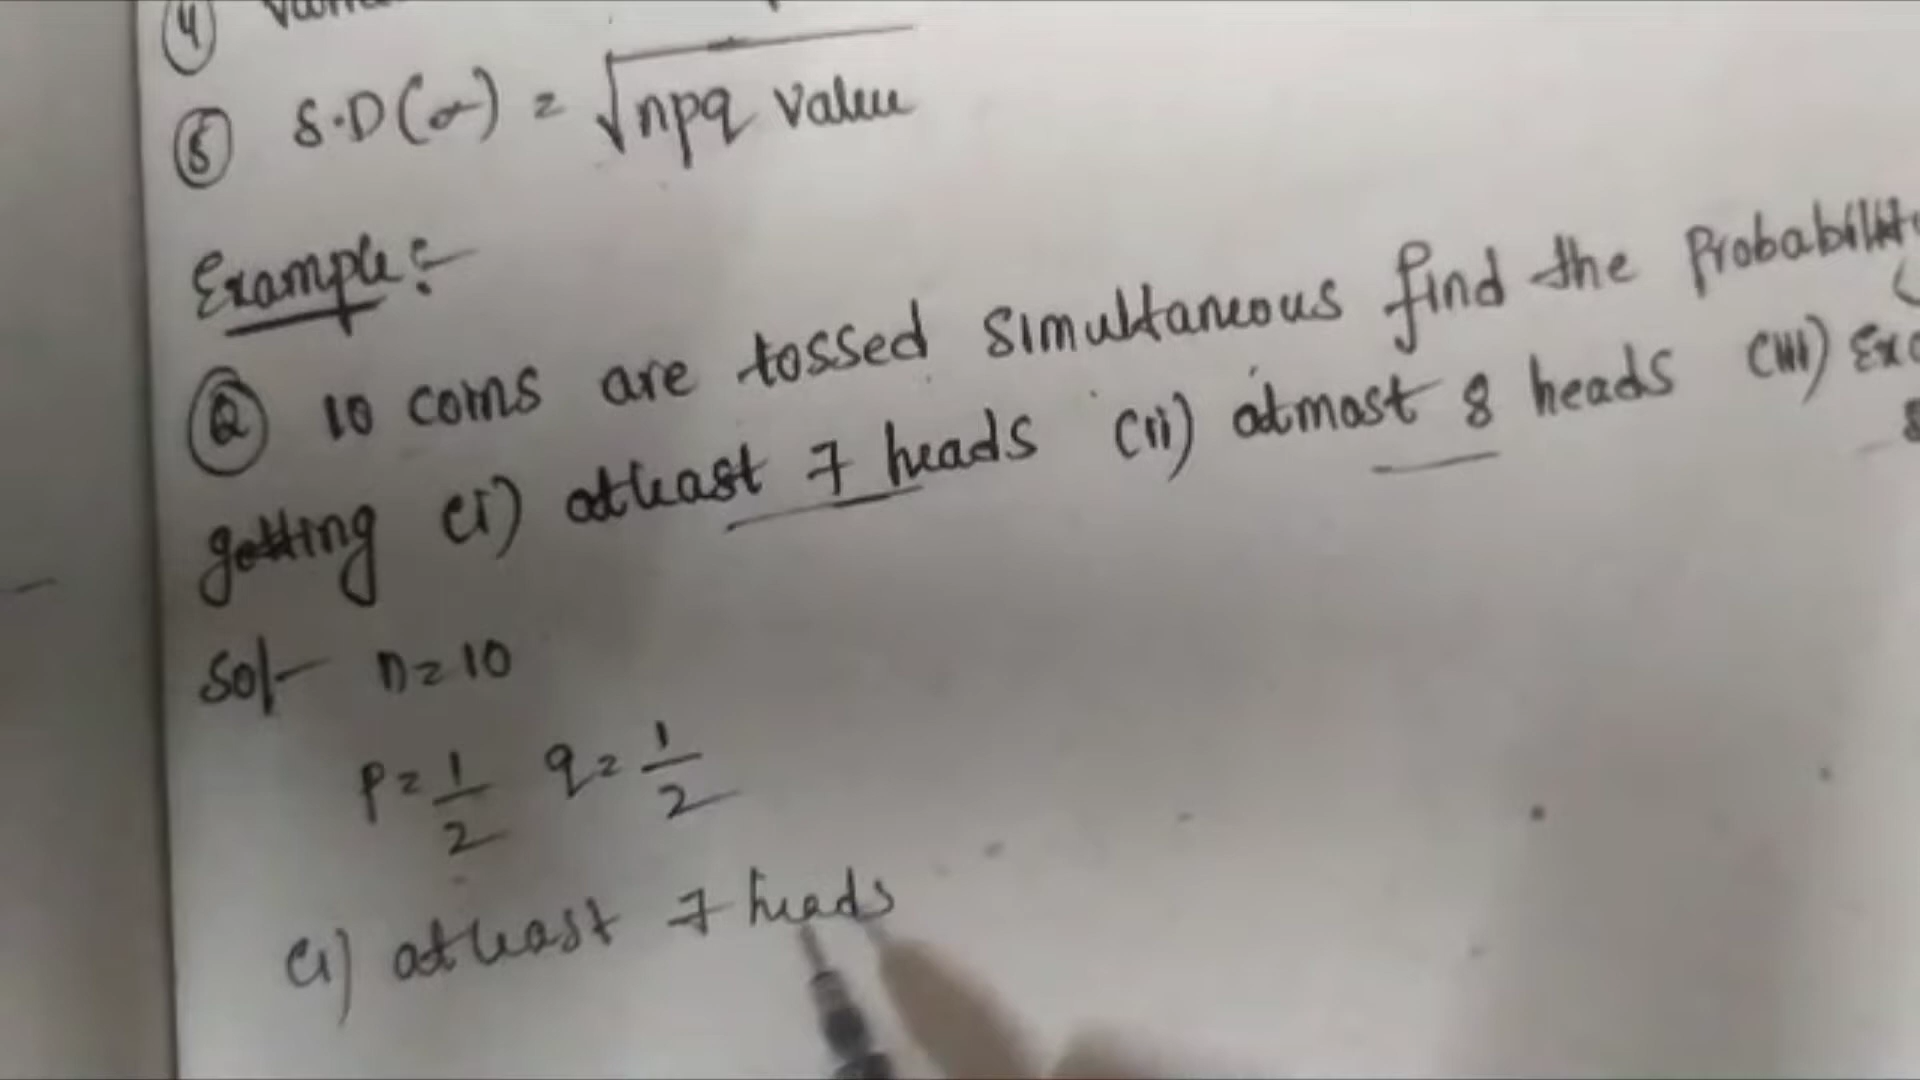 ④
⑤ S.D(σ) = √npq value
Example:-
Ⓠ 10 coins are tossed simultaneous find the Probability
getting (i) atleast 7 heads (ii) atmost 8 heads (iii)
Sol- n=10
P=1/2 q=1/2
(i) atleast 7 heads